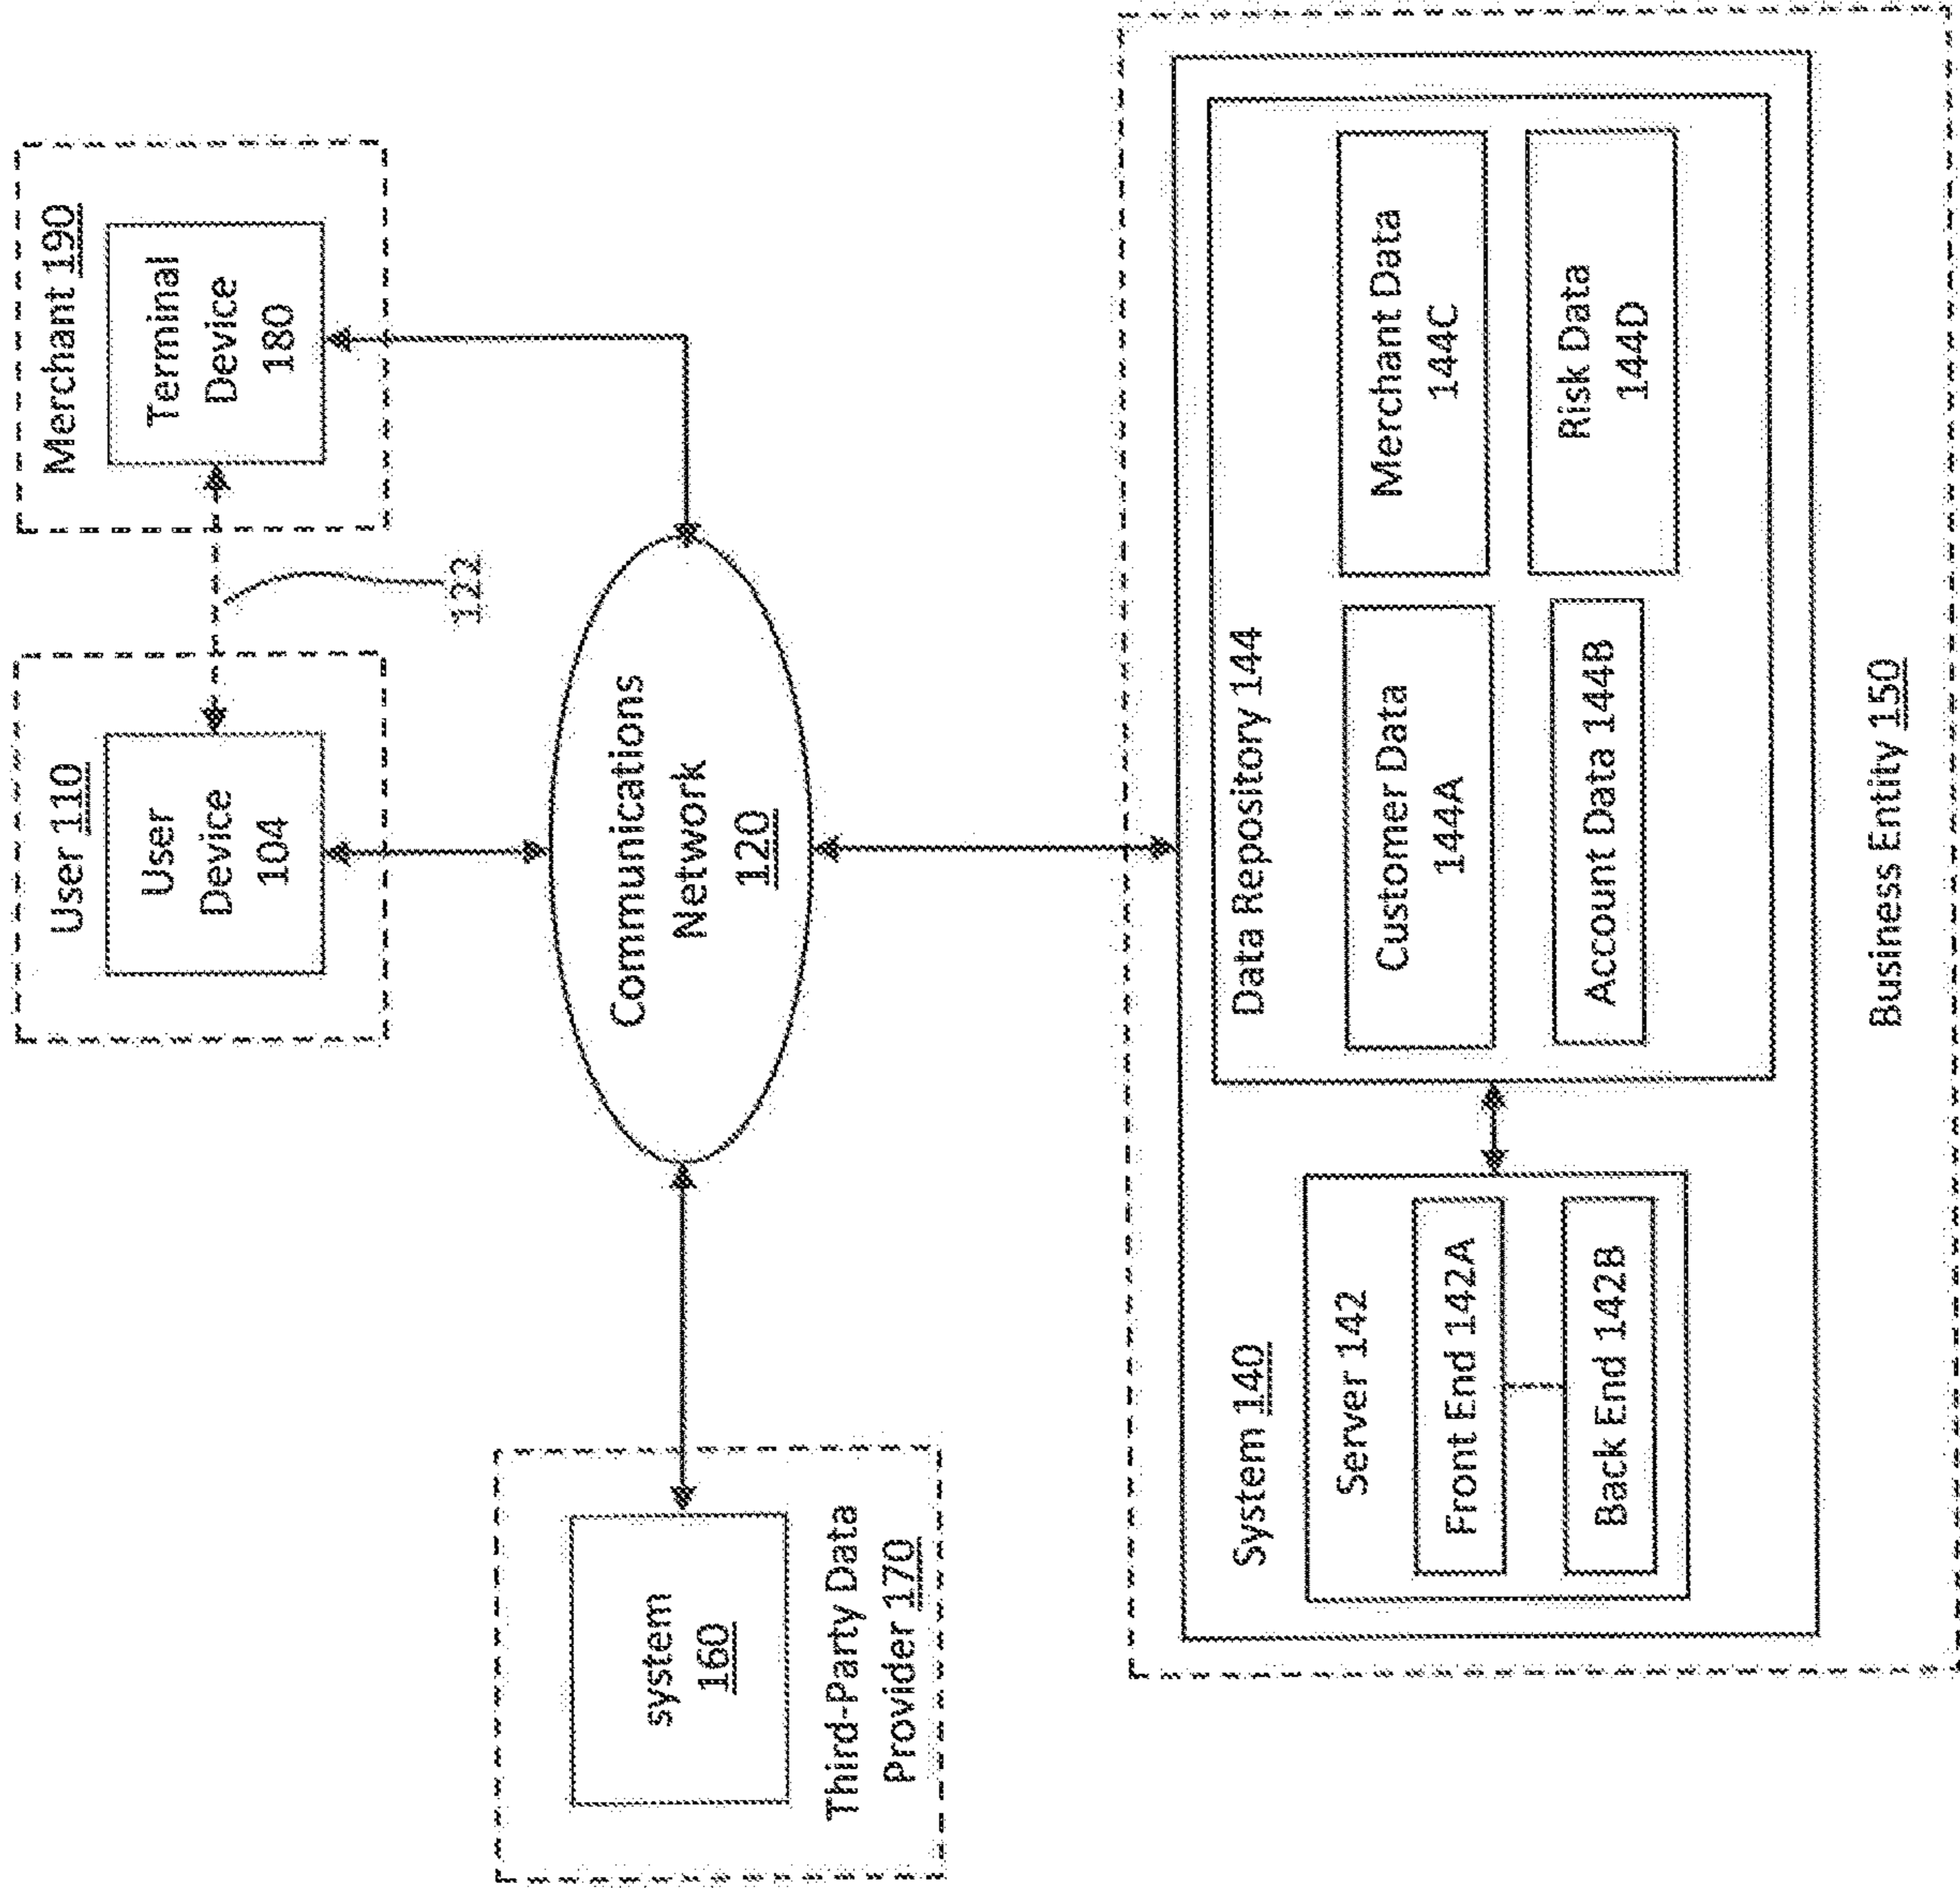 User 110
User
Device
104
Merchant 190
Terminal
Device
180
122
Communications
Network
120
system
160
Third-Party Data
Provider 170
System 140
Server 142
Front End 142A
Back End 142B
Data Repository 144
Customer Data
144A
Account Data 144B
Merchant Data
144C
Risk Data
144D
Business Entity 150